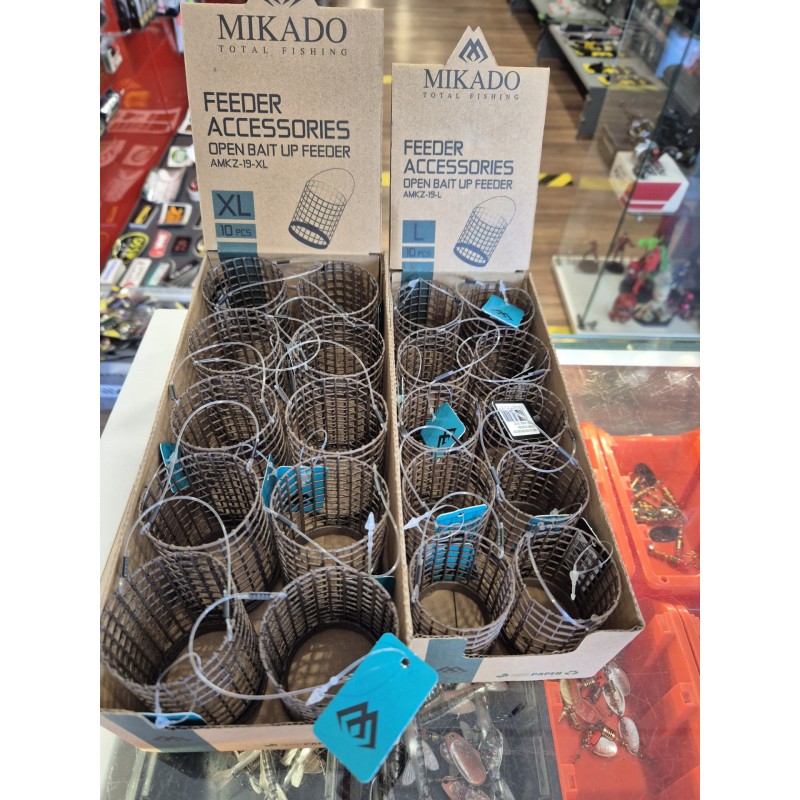 MIKADO
TOTAL FISHING
FEEDER
ACCESSORIES
OPEN BAIT UP FEEDER
AMKZ-19-XL
XL
10 PCS
MIKADO
TOTAL FISHING
FEEDER
ACCESSORIES
OPEN BAIT UP FEEDER
AMKZ-19-L
L
10 PCS
PAPER